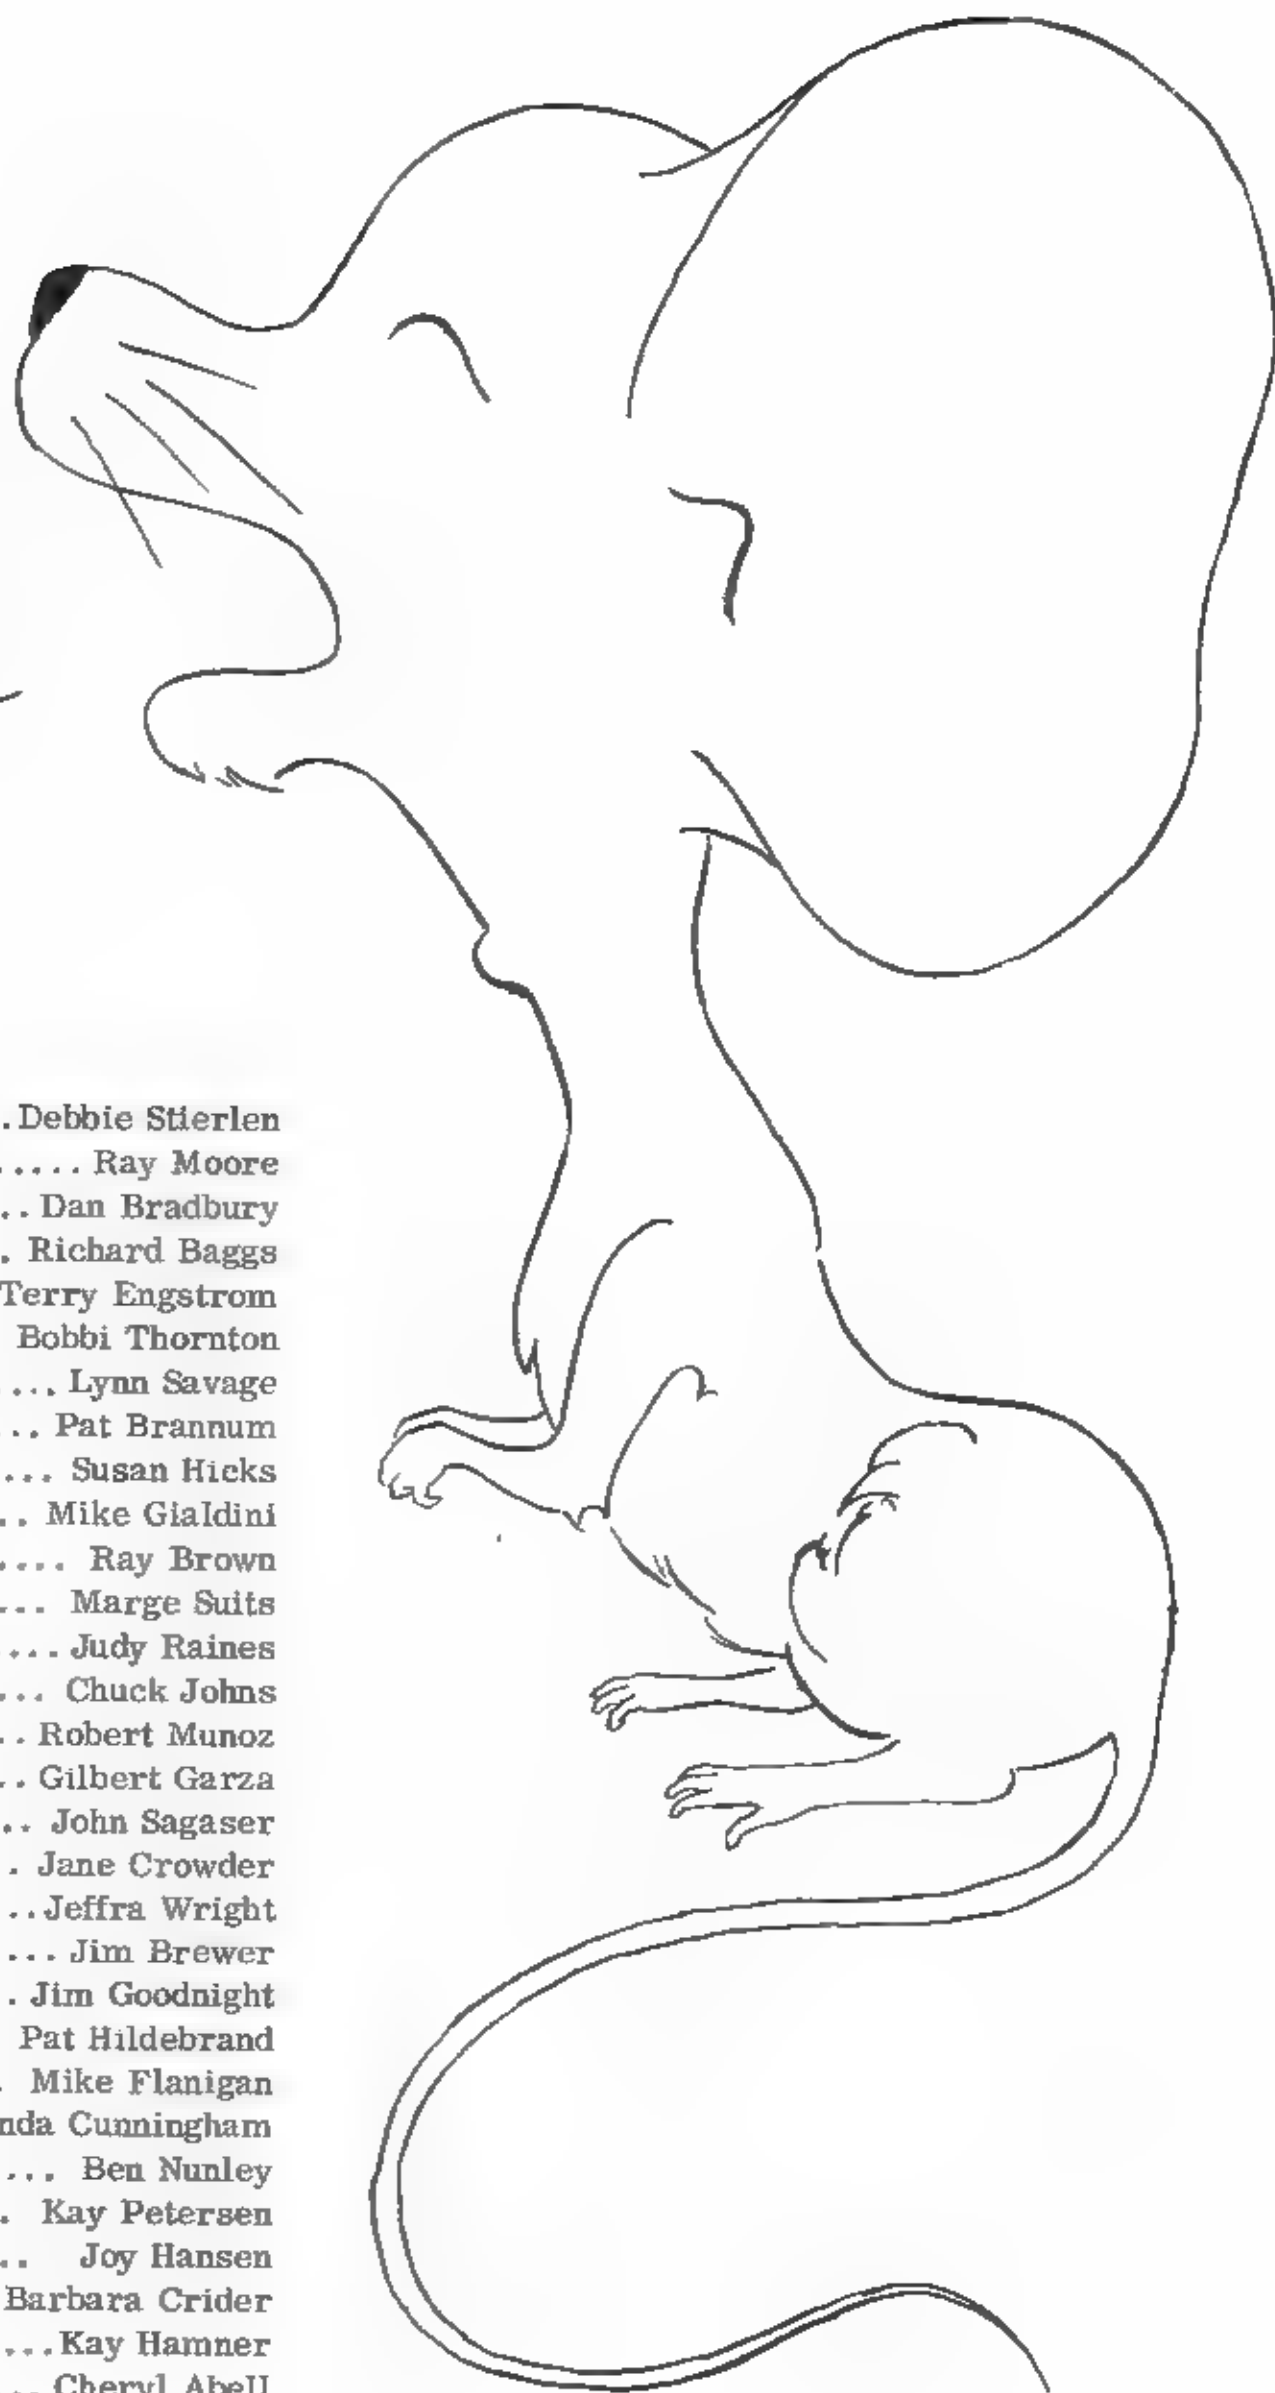 ..Debbie Stierlen
..... Ray Moore
.. Dan Bradbury
. Richard Baggs
Terry Engstrom
Bobbi Thornton
... Lynn Savage
... Pat Brannum
... Susan Hicks
.. Mike Gialdini
.... Ray Brown
... Marge Suits
....Judy Raines
... Chuck Johns
.. Robert Munoz
.. Gilbert Garza
.. John Sagaser
. Jane Crowder
..Jeffra Wright
... Jim Brewer
. Jim Goodnight
Pat Hildebrand
. Mike Flanigan
nda Cunningham
... Ben Nunley
. Kay Petersen
.. Joy Hansen
Barbara Crider
...Kay Hamner
.. Cheryl Abell